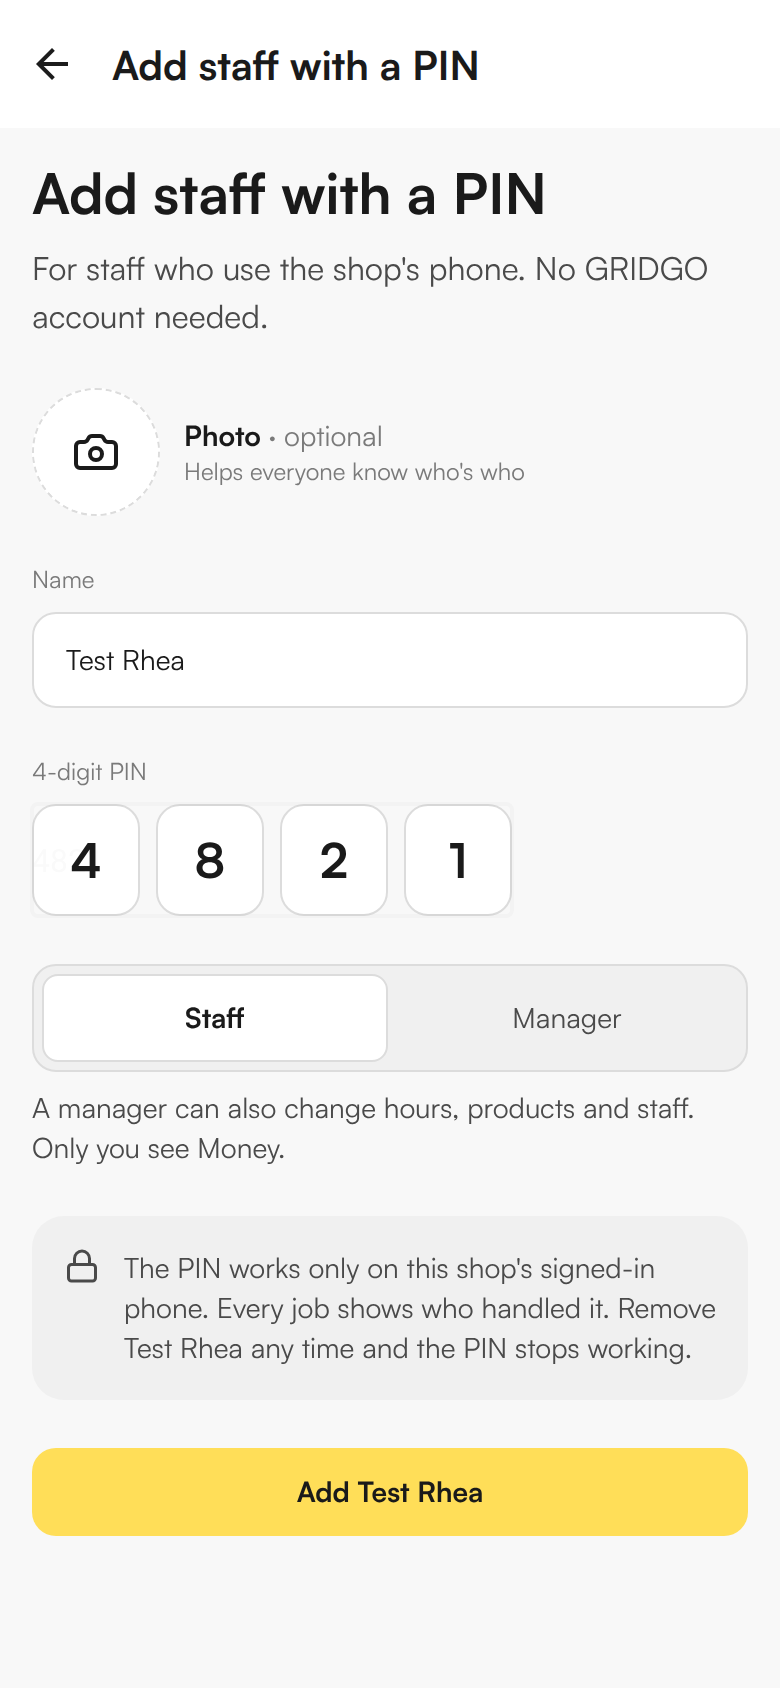 Add staff with a PIN
Add staff with a PIN
For staff who use the shop's phone. No GRIDGO
account needed.
Photo · optional
Helps everyone know who's who
Name
Test Rhea
4-digit PIN
4 8 2 1
Staff Manager
A manager can also change hours, products and staff.
Only you see Money.
The PIN works only on this shop's signed-in
phone. Every job shows who handled it. Remove
Test Rhea any time and the PIN stops working.
Add Test Rhea